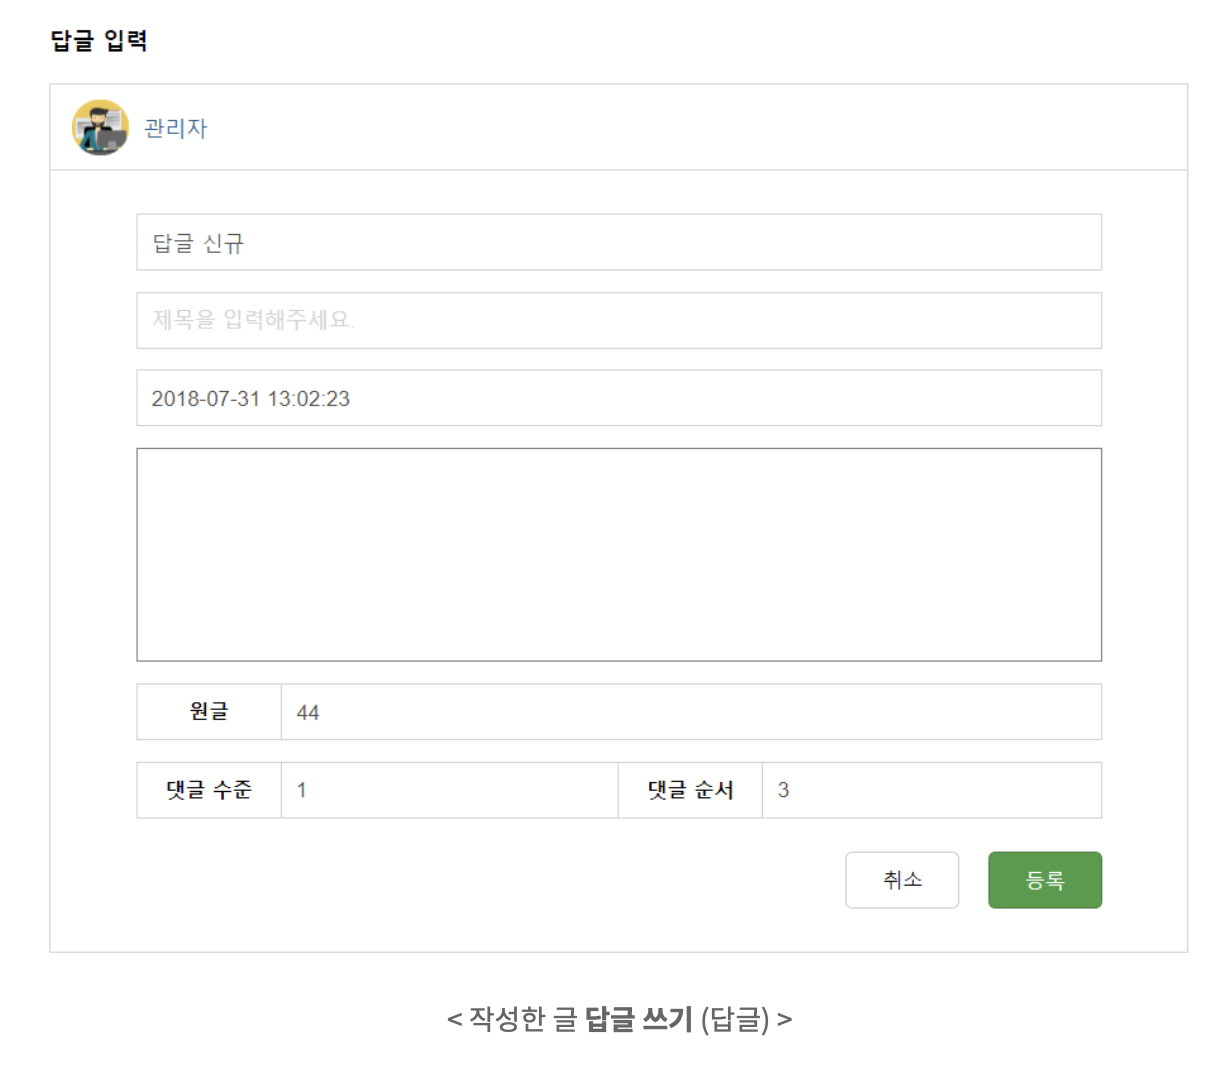 답글 입력
관리자
답글 신규
제목을 입력해주세요.
2018-07-31 13:02:23
원글 44
댓글 수준 1 댓글 순서 3
취소 등록
< 작성한 글 답글 쓰기 (답글) >